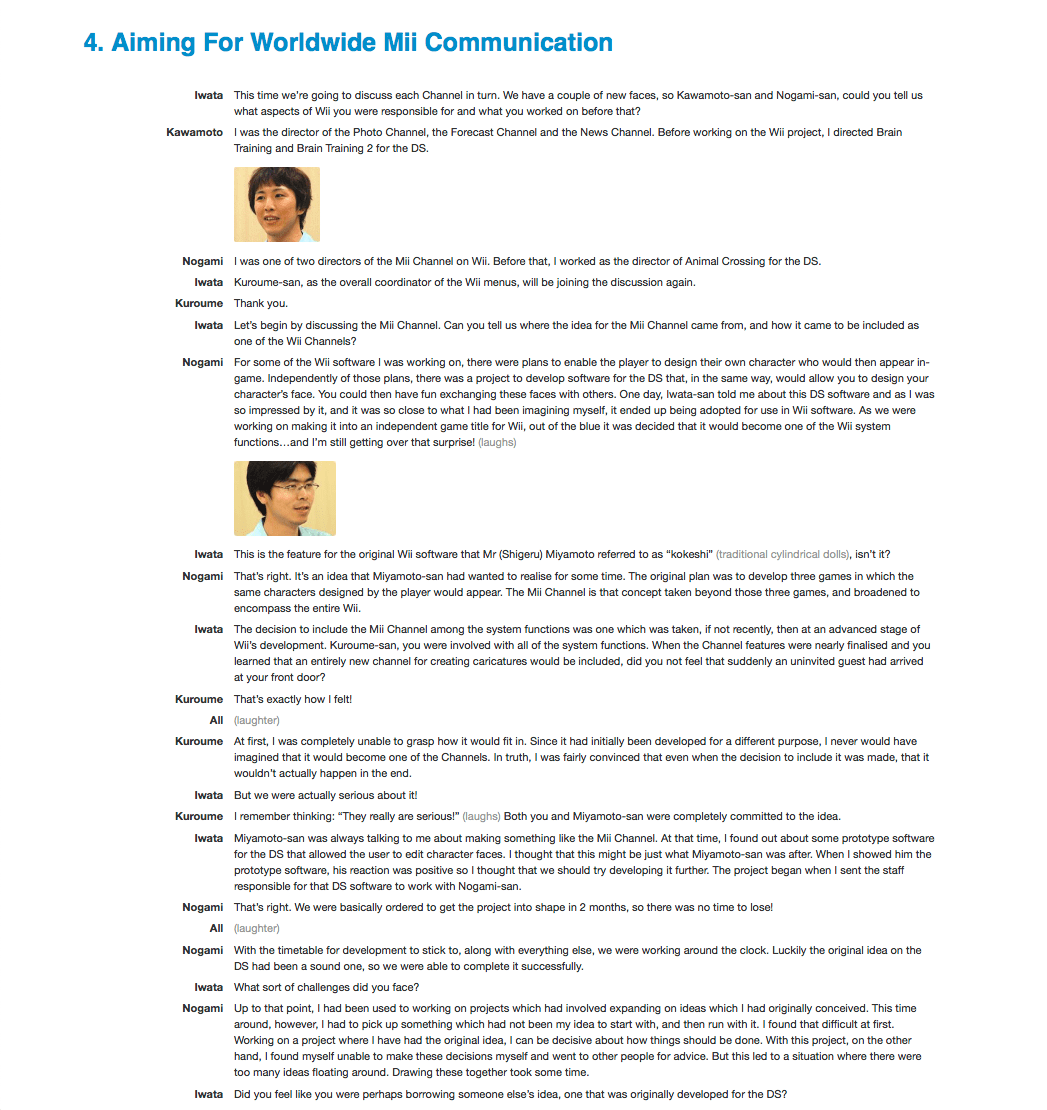 4. Aiming For Worldwide Mii Communication
Iwata This time we're going to discuss each Channel in turn. We have a couple of new faces, so Kawamoto-san and Nogami-san, could you tell us
what aspects of Wii you were responsible for and what you worked on before that?
Kawamoto I was the director of the Photo Channel, the Forecast Channel and the News Channel. Before working on the Wii project, I directed Brain
Training and Brain Training 2 for the DS.
Nogami I was one of two directors of the Mii Channel on Wii. Before that, I worked as the director of Animal Crossing for the DS.
Iwata Kuroume-san, as the overall coordinator of the Wii menus, will be joining the discussion again.
Kuroume Thank you.
Iwata Let's begin by discussing the Mii Channel. Can you tell us where the idea for the Mii Channel came from, and how it came to be included as
one of the Wii Channels?
Nogami For some of the Wii software I was working on, there were plans to enable the player to design their own character who would then appear in-
game. Independently of those plans, there was a project to develop software for the DS that, in the same way, would allow you to design your
character's face. You could then have fun exchanging these faces with others. One day, Iwata-san told me about this DS software and as I was
so impressed by it, and it was so close to what I had been imagining myself, it ended up being adopted for use in Wii software. As we were
working on making it into an independent game title for Wii, out of the blue it was decided that it would become one of the Wii system
functions…and I'm still getting over that surprise! (laughs)
Iwata This is the feature for the original Wii software that Mr (Shigeru) Miyamoto referred to as “kokeshi” (traditional cylindrical dolls), isn't it?
Nogami That's right. It's an idea that Miyamoto-san had wanted to realise for some time. The original plan was to develop three games in which the
same characters designed by the player would appear. The Mii Channel is that concept taken beyond those three games, and broadened to
encompass the entire Wii.
Iwata The decision to include the Mii Channel among the system functions was one which was taken, if not recently, then at an advanced stage of
Wii's development. Kuroume-san, you were involved with all of the system functions. When the Channel features were nearly finalised and you
learned that an entirely new channel for creating caricatures would be included, did you not feel that suddenly an uninvited guest had arrived
at your front door?
Kuroume That's exactly how I felt!
All (laughter)
Kuroume At first, I was completely unable to grasp how it would fit in. Since it had initially been developed for a different purpose, I never would have
imagined that it would become one of the Channels. In truth, I was fairly convinced that even when the decision to include it was made, that it
wouldn't actually happen in the end.
Iwata But we were actually serious about it!
Kuroume I remember thinking: “They really are serious!” (laughs) Both you and Miyamoto-san were completely committed to the idea.
Iwata Miyamoto-san was always talking to me about making something like the Mii Channel. At that time, I found out about some prototype software
for the DS that allowed the user to edit character faces. I thought that this might be just what Miyamoto-san was after. When I showed him the
prototype software, his reaction was positive so I thought that we should try developing it further. The project began when I sent the staff
responsible for that DS software to work with Nogami-san.
Nogami That's right. We were basically ordered to get the project into shape in 2 months, so there was no time to lose!
All (laughter)
Nogami With the timetable for development to stick to, along with everything else, we were working around the clock. Luckily the original idea on the
DS had been a sound one, so we were able to complete it successfully.
Iwata What sort of challenges did you face?
Nogami Up to that point, I had been used to working on projects which had involved expanding on ideas which I had originally conceived. This time
around, however, I had to pick up something which had not been my idea to start with, and then run with it. I found that difficult at first.
Working on a project where I have had the original idea, I can be decisive about how things should be done. With this project, on the other
hand, I found myself unable to make these decisions myself and went to other people for advice. But this led to a situation where there were
too many ideas floating around. Drawing these together took some time.
Iwata Did you feel like you were perhaps borrowing someone else's idea, one that was originally developed for the DS?